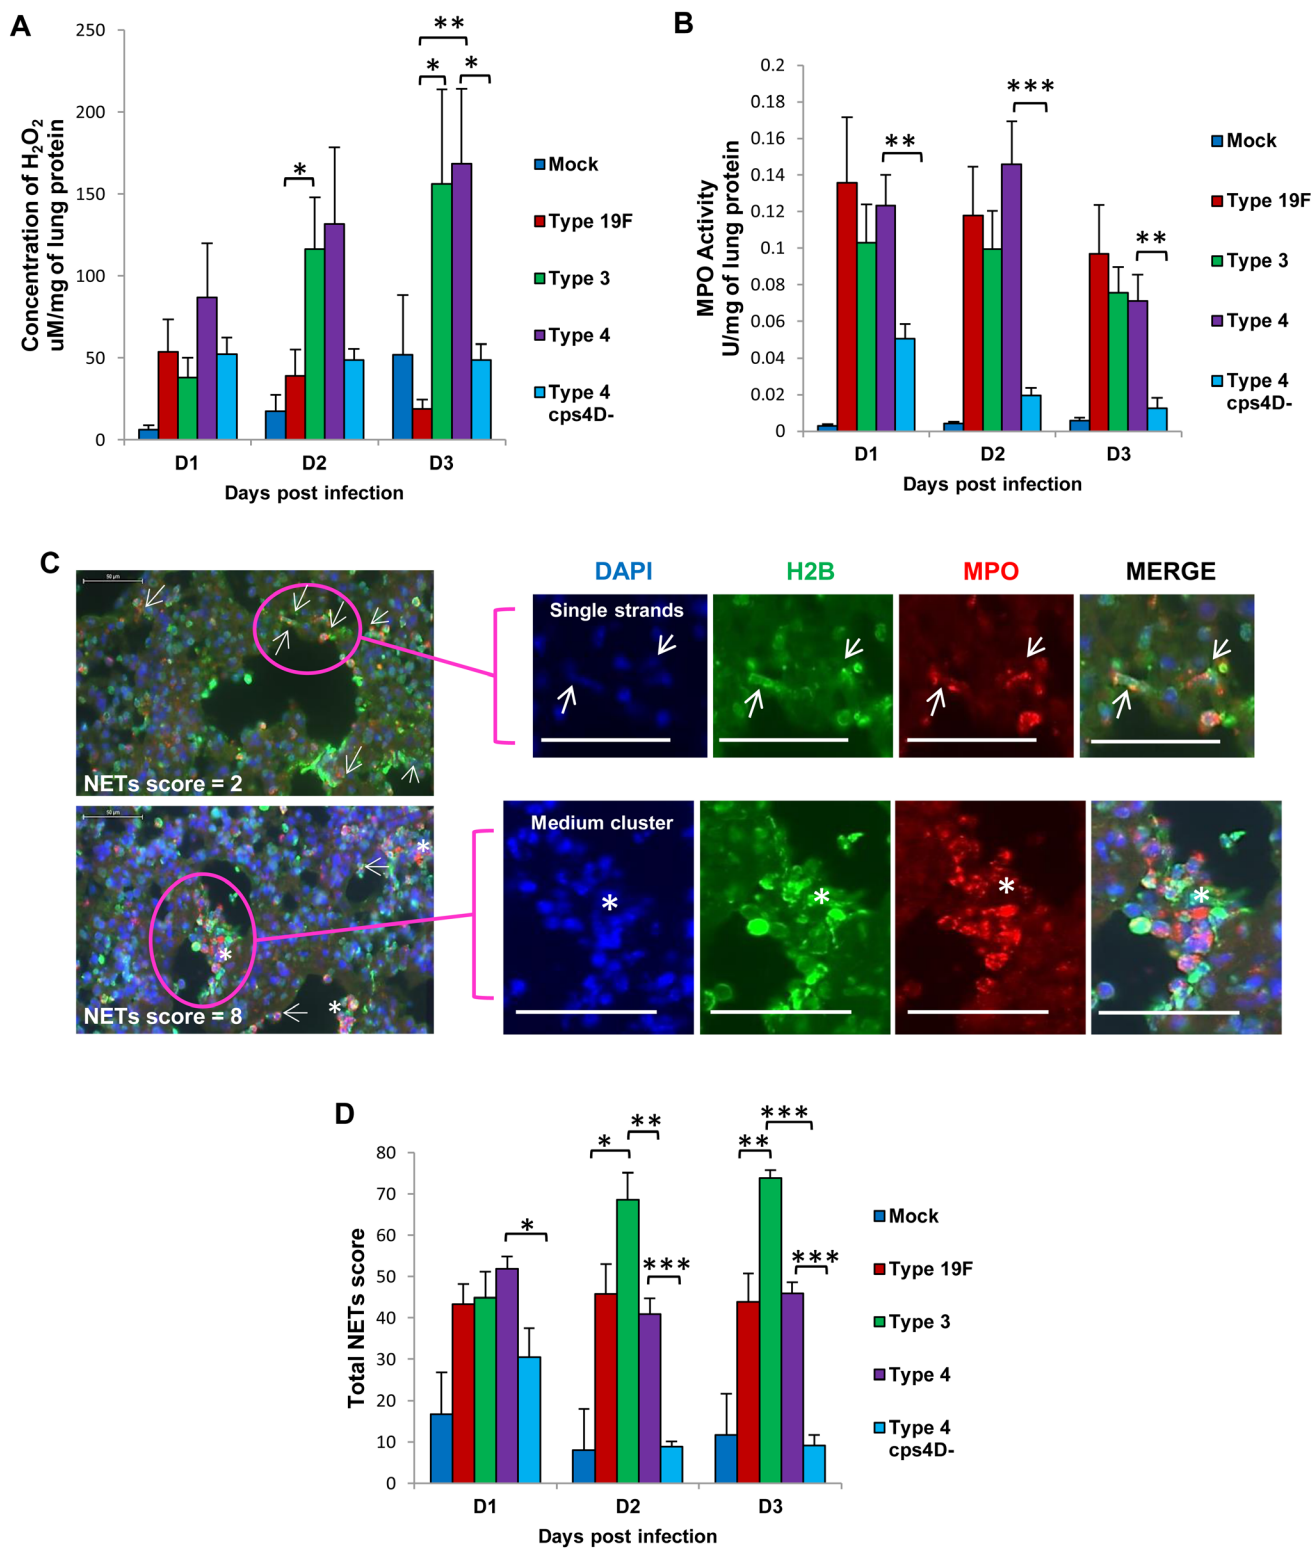 A
Concentration of H₂O₂
uM/mg of lung protein
250
200
150
100
50
0
**
*
*
*
D1
D2
D3
Days post infection
Mock
Type 19F
Type 3
Type 4
Type 4
cps4D-
B
MPO Activity
U/mg of lung protein
0.2
0.18
0.16
0.14
0.12
0.1
0.08
0.06
0.04
0.02
0
**
***
**
D1
D2
D3
Days post infection
Mock
Type 19F
Type 3
Type 4
Type 4
cps4D-
C
50 µm
NETs score = 2
DAPI
H2B
MPO
MERGE
Single strands
50 µm
*
*
*
NETs score = 8
Medium cluster
*
*
*
*
D
Total NETs score
80
70
60
50
40
30
20
10
0
*
*
**
***
**
***
***
D1
D2
D3
Days post infection
Mock
Type 19F
Type 3
Type 4
Type 4
cps4D-